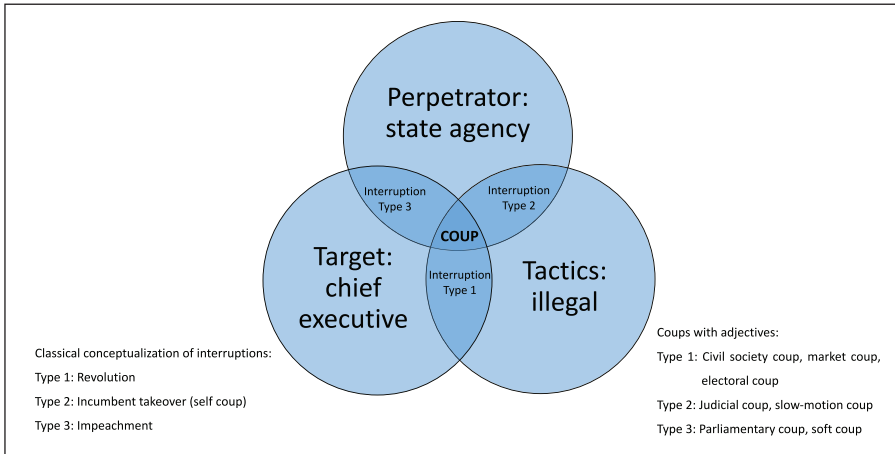 Perpetrator:
state agency
Interruption
Type 3
Interruption
Type 2
COUP
Target:
chief
executive
Interruption
Type 1
Tactics:
illegal
Classical conceptualization of interruptions:
Type 1: Revolution
Type 2: Incumbent takeover (self coup)
Type 3: Impeachment
Coups with adjectives:
Type 1: Civil society coup, market coup,
electoral coup
Type 2: Judicial coup, slow-motion coup
Type 3: Parliamentary coup, soft coup